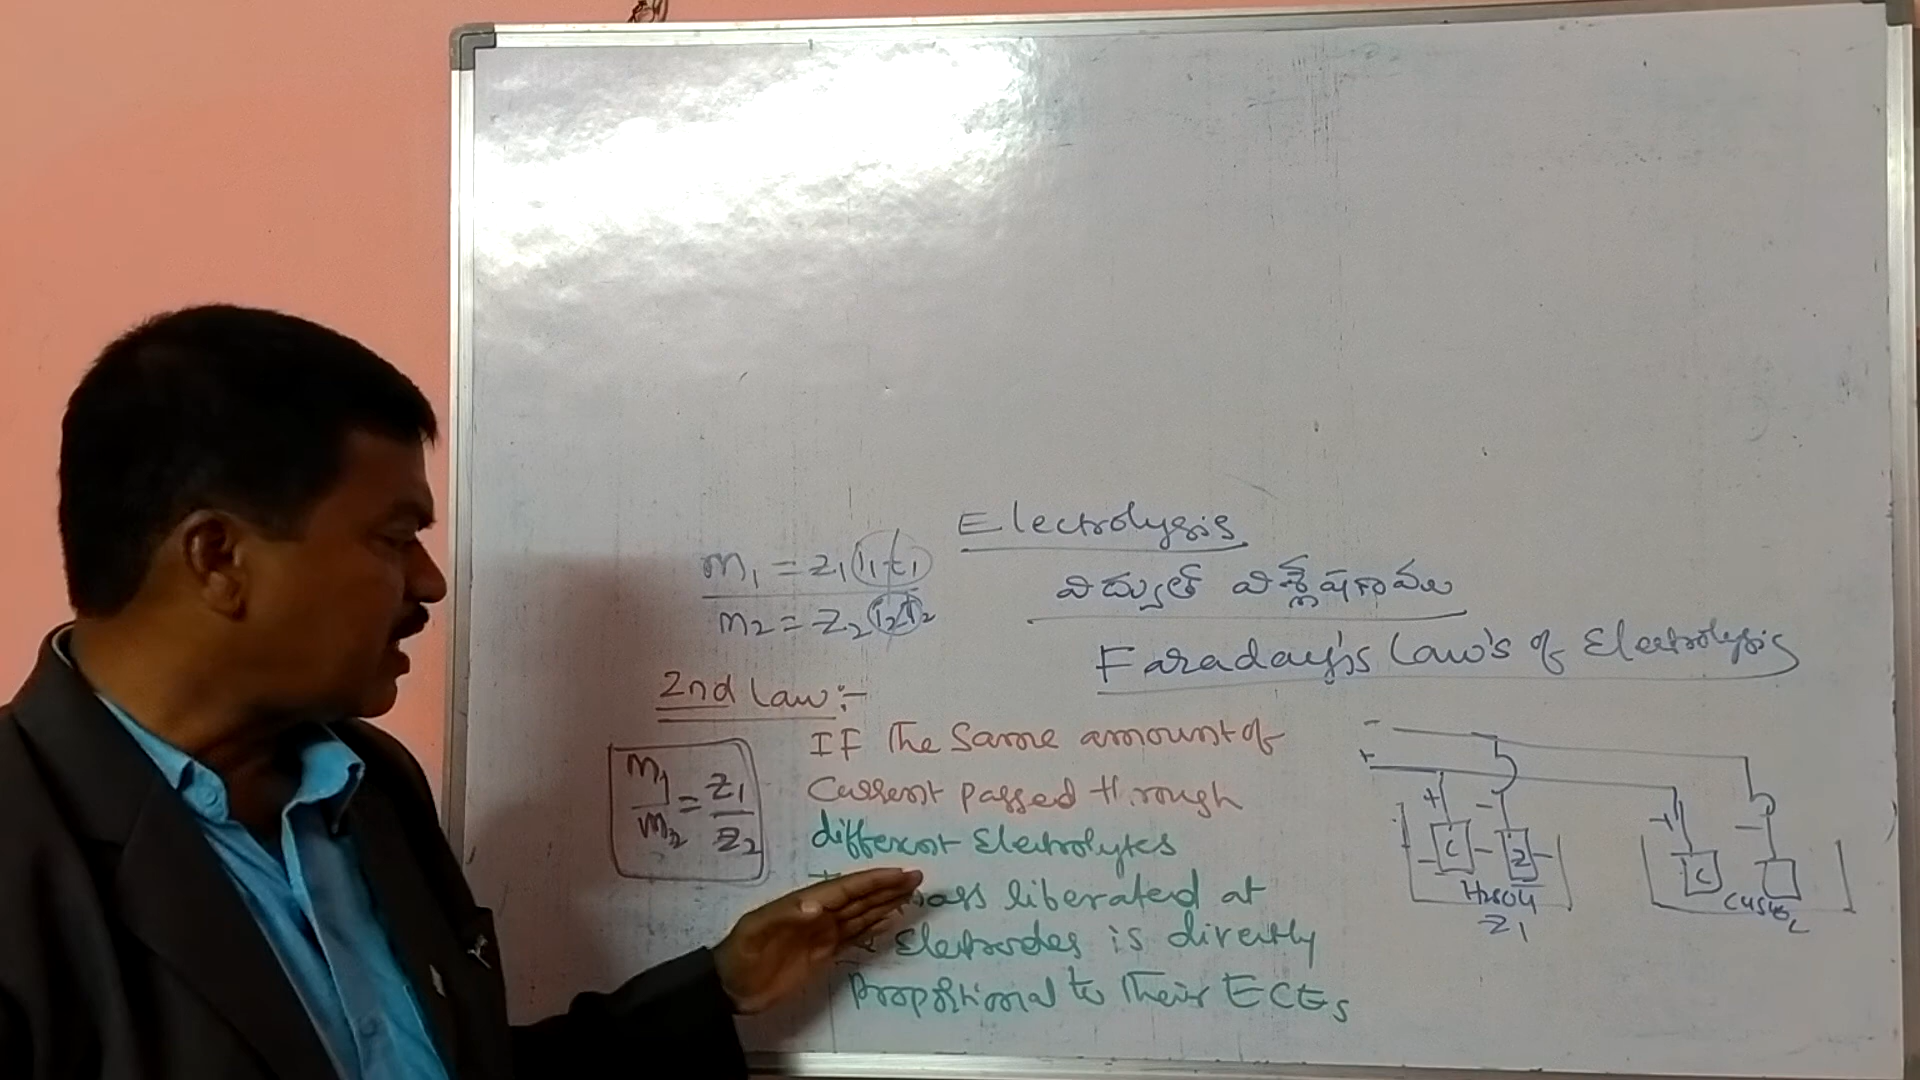 Electrolysis
m1 = z1 i1 t1
m2 = z2 i2 t2
విద్యుత్ విశ్లేషణము
Faraday's Law's of Electrolysis
2nd Law :-
IF The Same amount of
Current passed through
different Electrolytes
mass liberated at
Electrodes is directly
Proportional to Their ECEs
m1/m2 = z1/z2
-
+
+ -
C Z
H2SO4
Z1
+ -
C